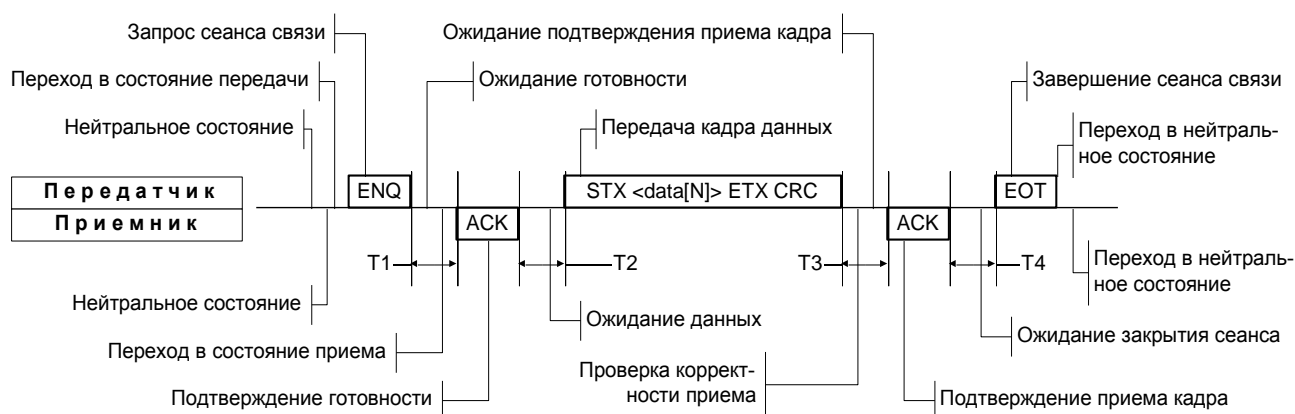 Запрос сеанса связи
Ожидание подтверждения приема кадра
Переход в состояние передачи
Ожидание готовности
Завершение сеанса связи
Нейтральное состояние
Передача кадра данных
Переход в нейтраль-
ное состояние
Передатчик
ENQ
STX <data[N]> ETX CRC
EOT
Приемник
ACK
ACK
T1
T2
T3
T4
Переход в нейтраль-
ное состояние
Нейтральное состояние
Ожидание данных
Ожидание закрытия сеанса
Переход в состояние приема
Проверка коррект-
ности приема
Подтверждение готовности
Подтверждение приема кадра